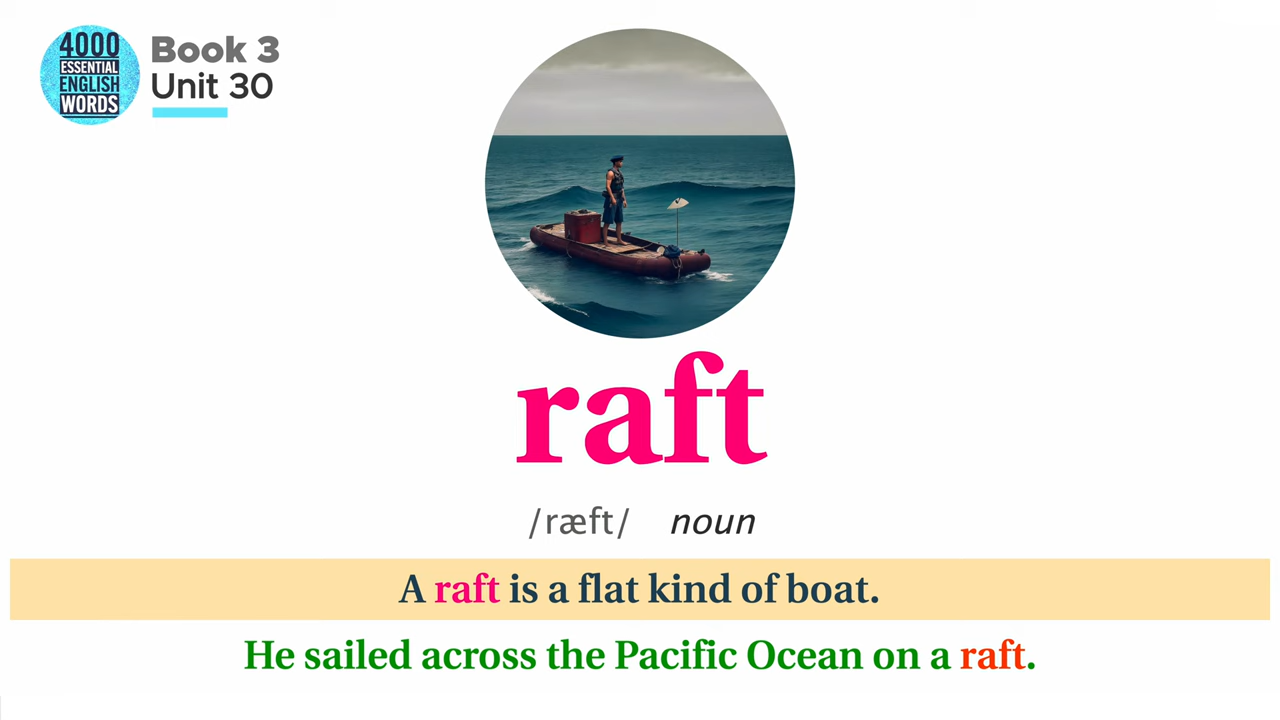 4000
ESSENTIAL
ENGLISH
WORDS
Book 3
Unit 30
raft
/ræft/ noun
A raft is a flat kind of boat.
He sailed across the Pacific Ocean on a raft.